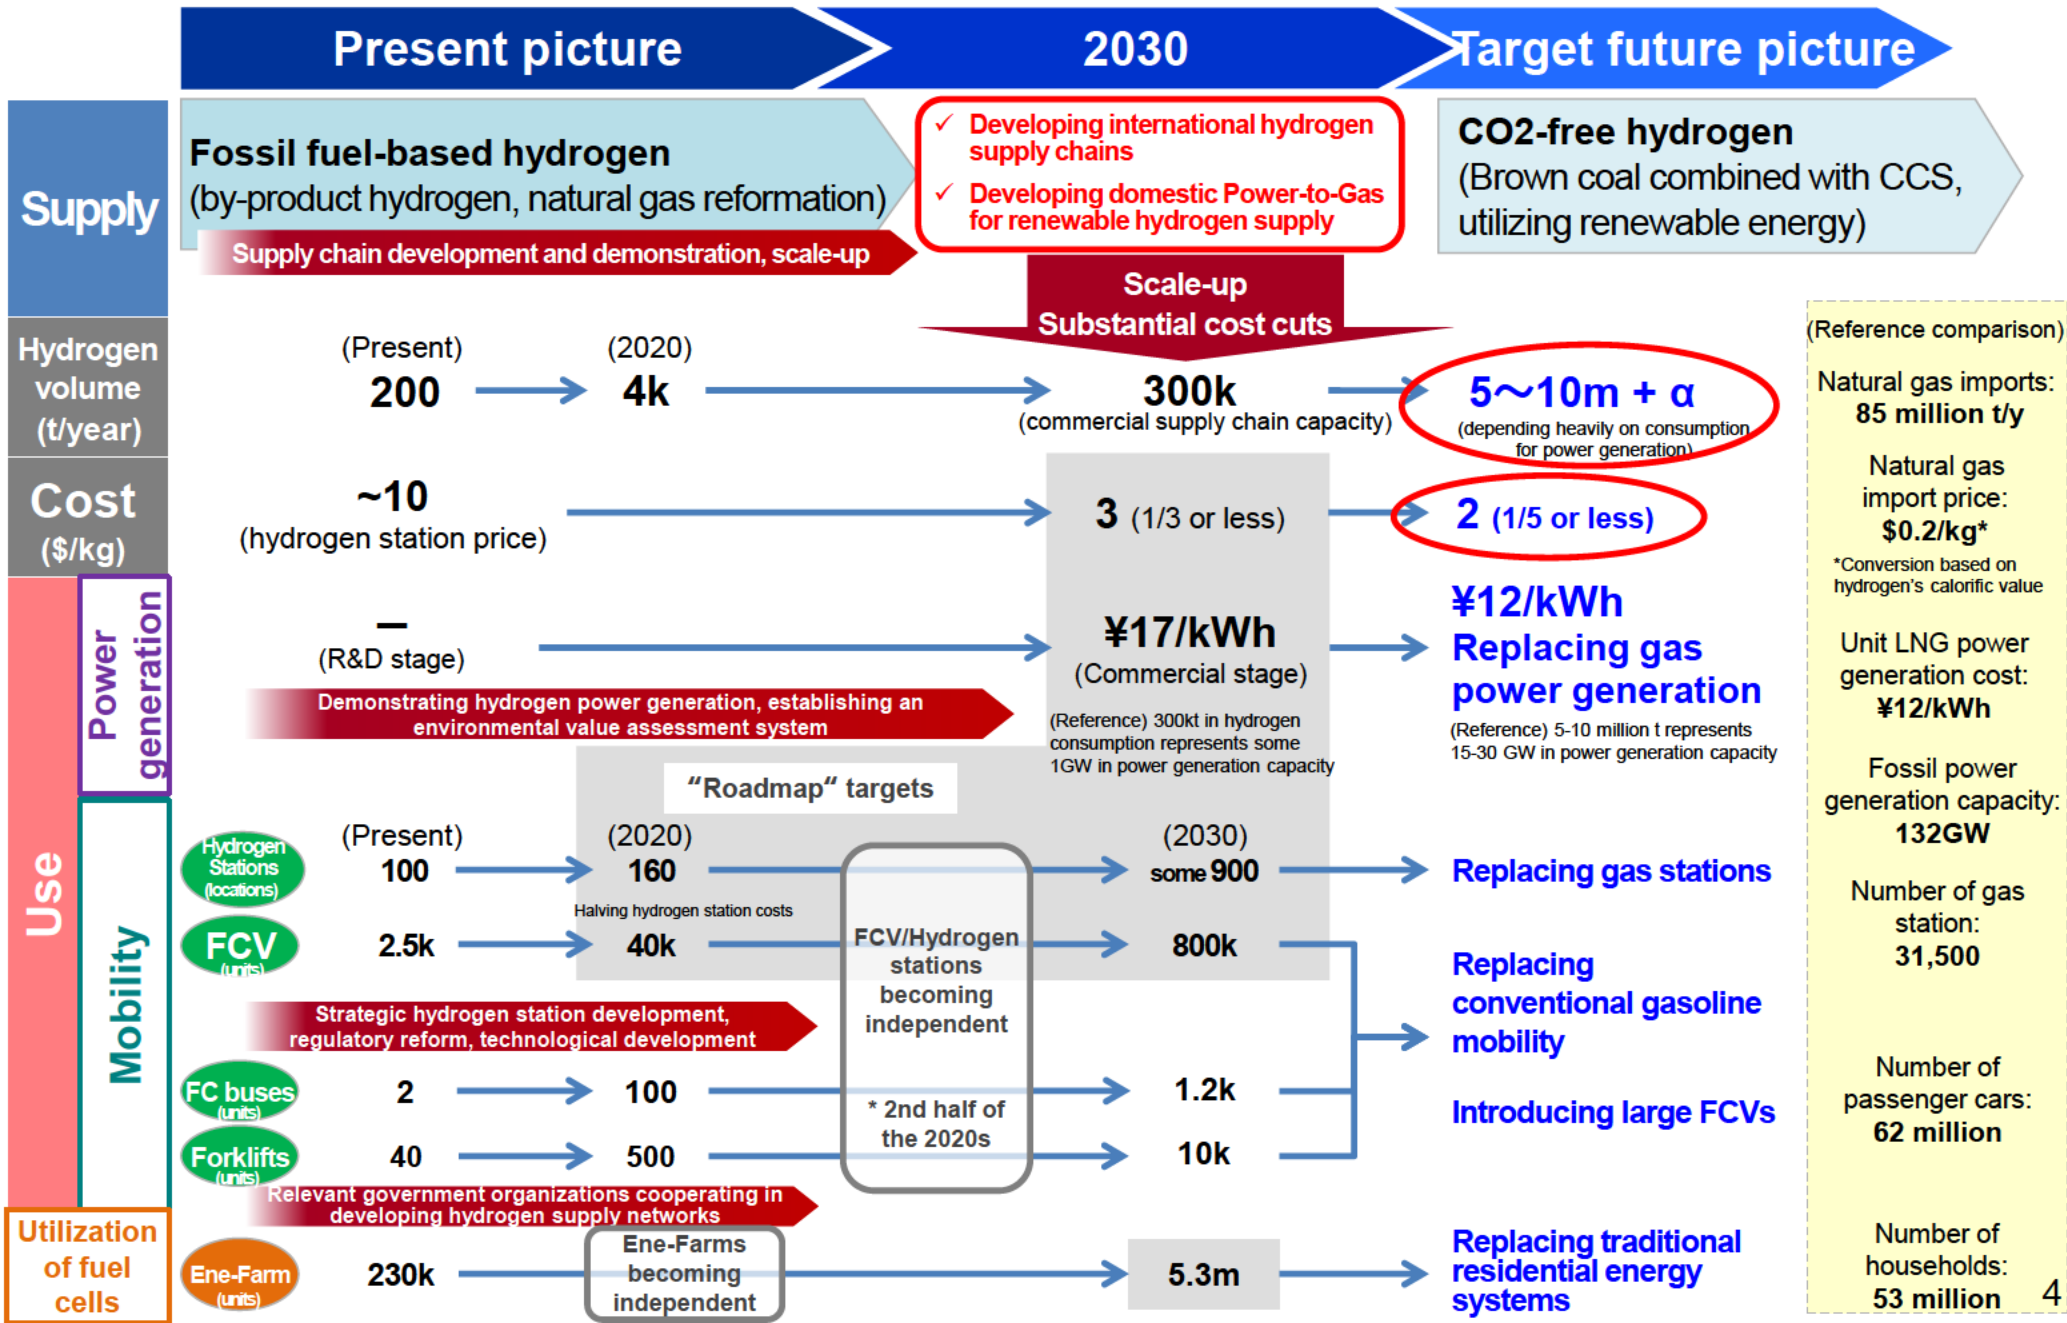 Present picture
2030
Target future picture
Supply
Fossil fuel-based hydrogen
(by-product hydrogen, natural gas reformation)
Supply chain development and demonstration, scale-up
✓ Developing international hydrogen
supply chains
✓ Developing domestic Power-to-Gas
for renewable hydrogen supply
CO2-free hydrogen
(Brown coal combined with CCS,
utilizing renewable energy)
Scale-up
Substantial cost cuts
Hydrogen
volume
(t/year)
(Present)
200
(2020)
4k
300k
(commercial supply chain capacity)
5～10m + α
(depending heavily on consumption
for power generation)
Cost
($/kg)
~10
(hydrogen station price)
3 (1/3 or less)
2 (1/5 or less)
Use
Power
generation
–
(R&D stage)
¥17/kWh
(Commercial stage)
¥12/kWh
Replacing gas
power generation
Demonstrating hydrogen power generation, establishing an
environmental value assessment system
(Reference) 300kt in hydrogen
consumption represents some
1GW in power generation capacity
(Reference) 5-10 million t represents
15-30 GW in power generation capacity
“Roadmap“ targets
Mobility
Hydrogen
Stations
(locations)
(Present)
100
(2020)
160
(2030)
some 900
Replacing gas stations
Halving hydrogen station costs
FCV
(units)
2.5k
40k
800k
FCV/Hydrogen
stations
becoming
independent
* 2nd half of
the 2020s
Replacing
conventional gasoline
mobility
Strategic hydrogen station development,
regulatory reform, technological development
FC buses
(units)
2
100
1.2k
Introducing large FCVs
Forklifts
(units)
40
500
10k
Relevant government organizations cooperating in
developing hydrogen supply networks
Utilization
of fuel
cells
Ene-Farm
(units)
230k
Ene-Farms
becoming
independent
5.3m
Replacing traditional
residential energy
systems
(Reference comparison)
Natural gas imports:
85 million t/y
Natural gas
import price:
$0.2/kg*
*Conversion based on
hydrogen's calorific value
Unit LNG power
generation cost:
¥12/kWh
Fossil power
generation capacity:
132GW
Number of gas
station:
31,500
Number of
passenger cars:
62 million
Number of
households:
53 million
4